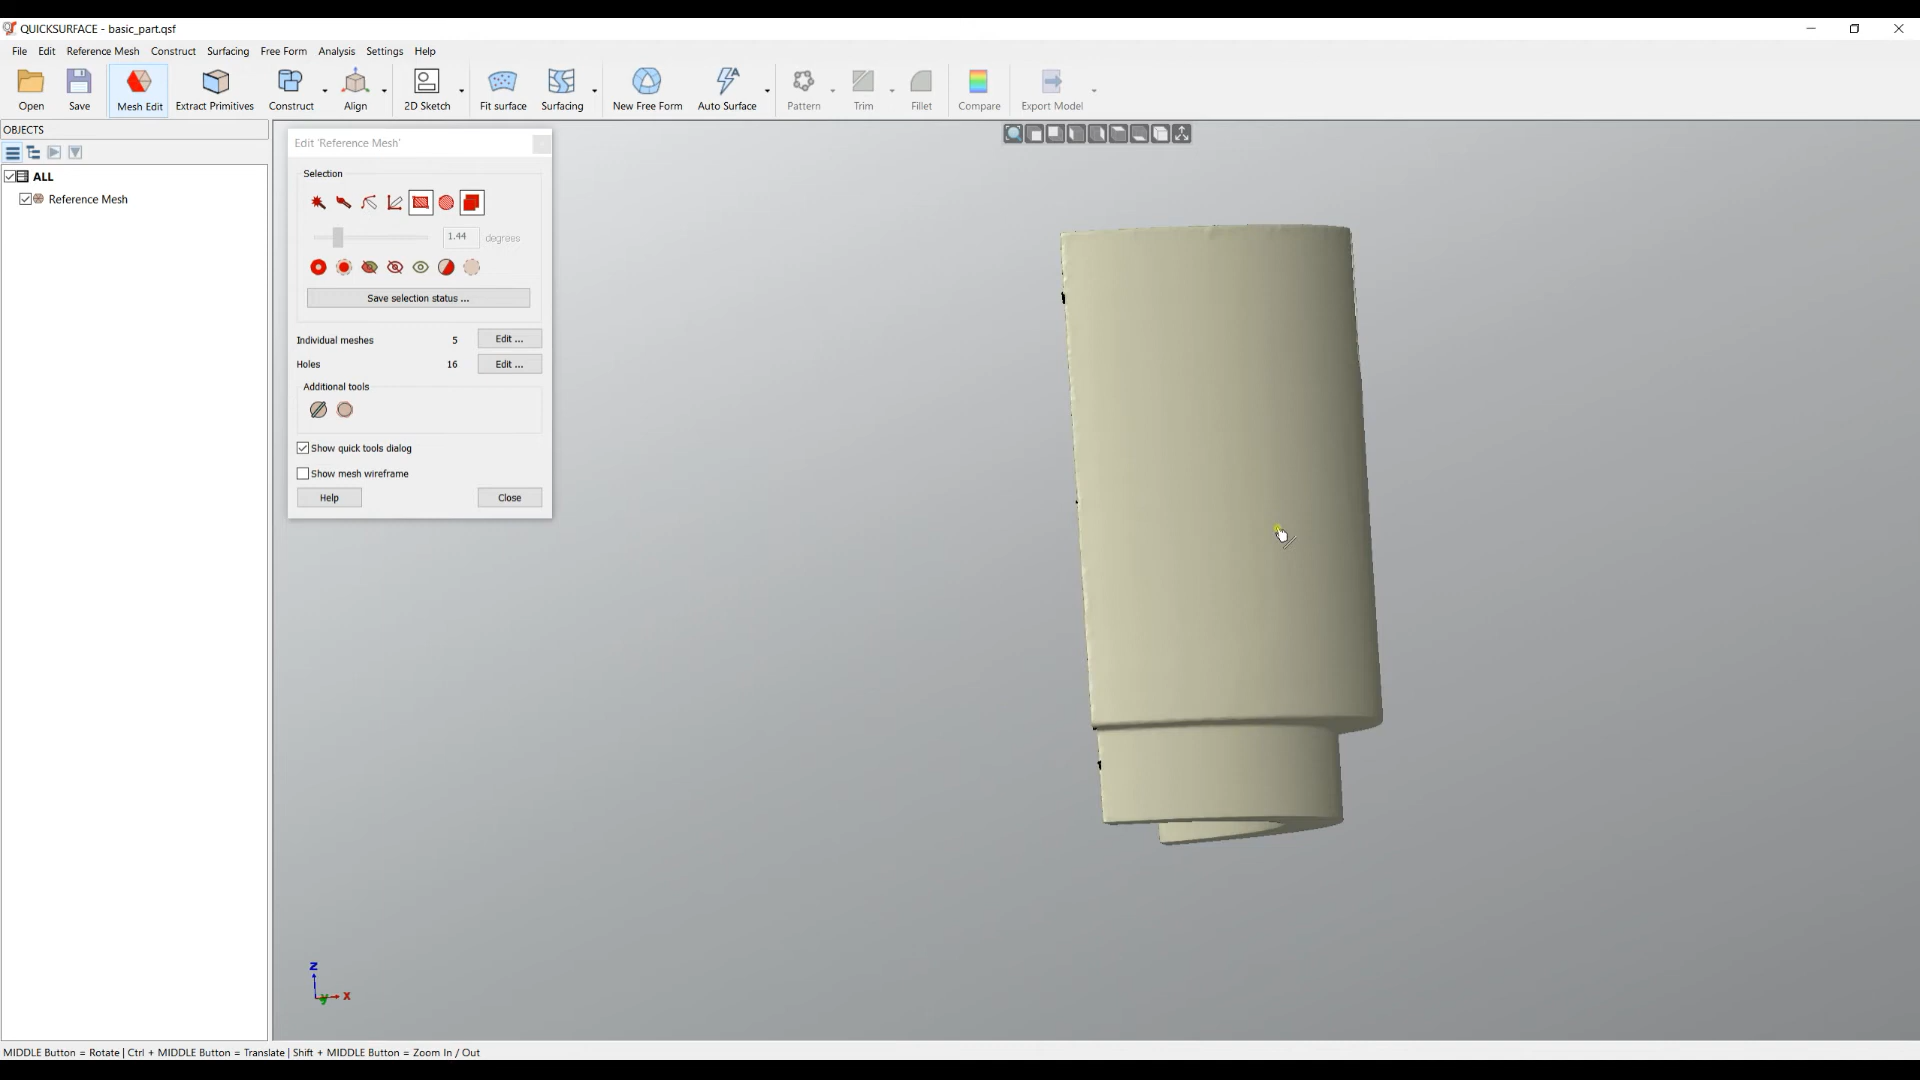 QUICKSURFACE - basic_part.qsf
File Edit Reference Mesh Construct Surfacing Free Form Analysis Settings Help
Open Save Mesh Edit Extract Primitives Construct Align 2D Sketch Fit surface Surfacing New Free Form Auto Surface Pattern Trim Fillet Compare Export Model
OBJECTS
ALL
Reference Mesh
Edit 'Reference Mesh'
Selection
1.44 degrees
Save selection status ...
Individual meshes 5 Edit ...
Holes 16 Edit ...
Additional tools
Show quick tools dialog
Show mesh wireframe
Help Close
Z
Y X
MIDDLE Button = Rotate | Ctrl + MIDDLE Button = Translate | Shift + MIDDLE Button = Zoom In / Out